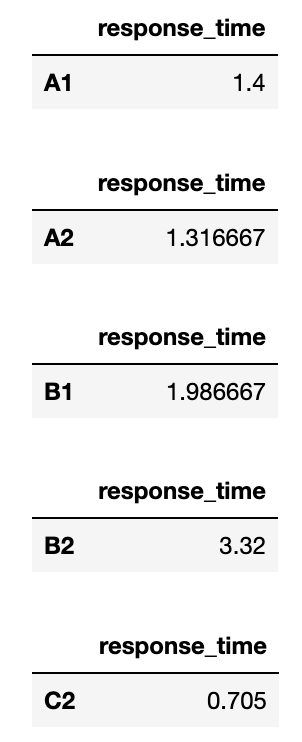 response_time
A1 1.4
response_time
A2 1.316667
response_time
B1 1.986667
response_time
B2 3.32
response_time
C2 0.705